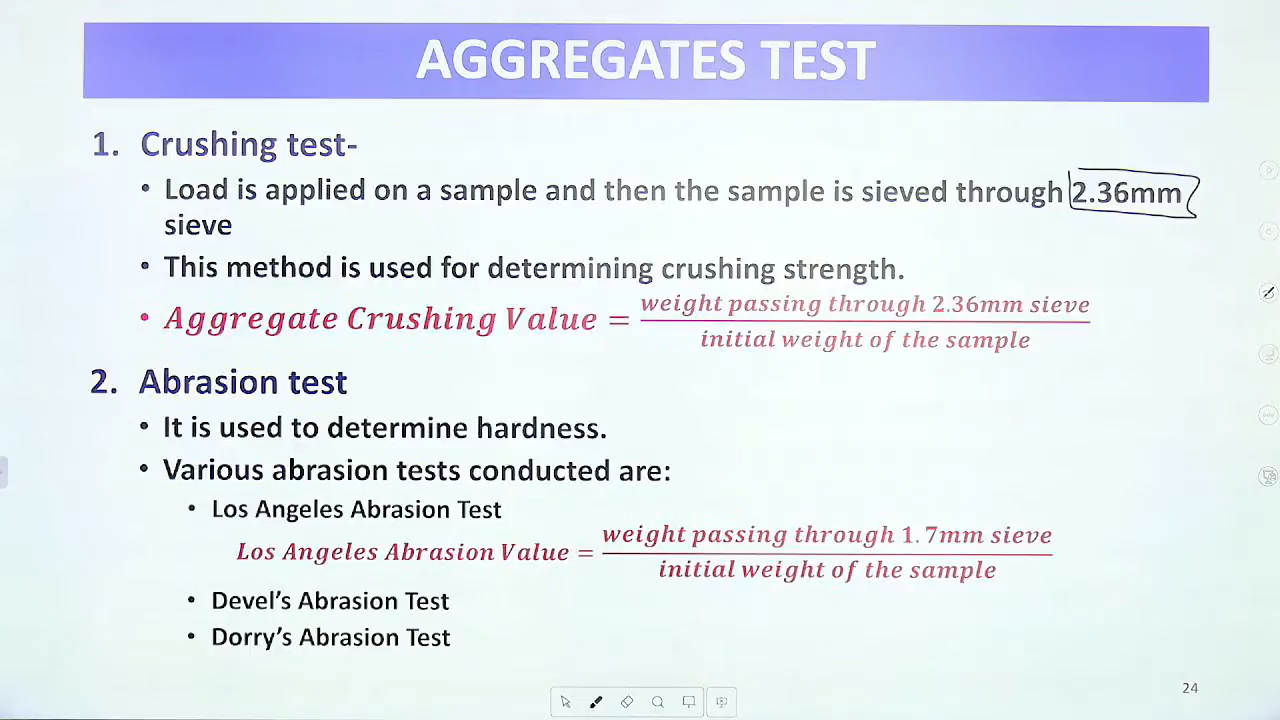 AGGREGATES TEST
1. Crushing test-
• Load is applied on a sample and then the sample is sieved through 2.36mm
sieve
• This method is used for determining crushing strength.
• Aggregate Crushing Value = weight passing through 2.36mm sieve
initial weight of the sample
2. Abrasion test
• It is used to determine hardness.
• Various abrasion tests conducted are:
• Los Angeles Abrasion Test
Los Angeles Abrasion Value = weight passing through 1.7mm sieve
initial weight of the sample
• Devel's Abrasion Test
• Dorry's Abrasion Test
24